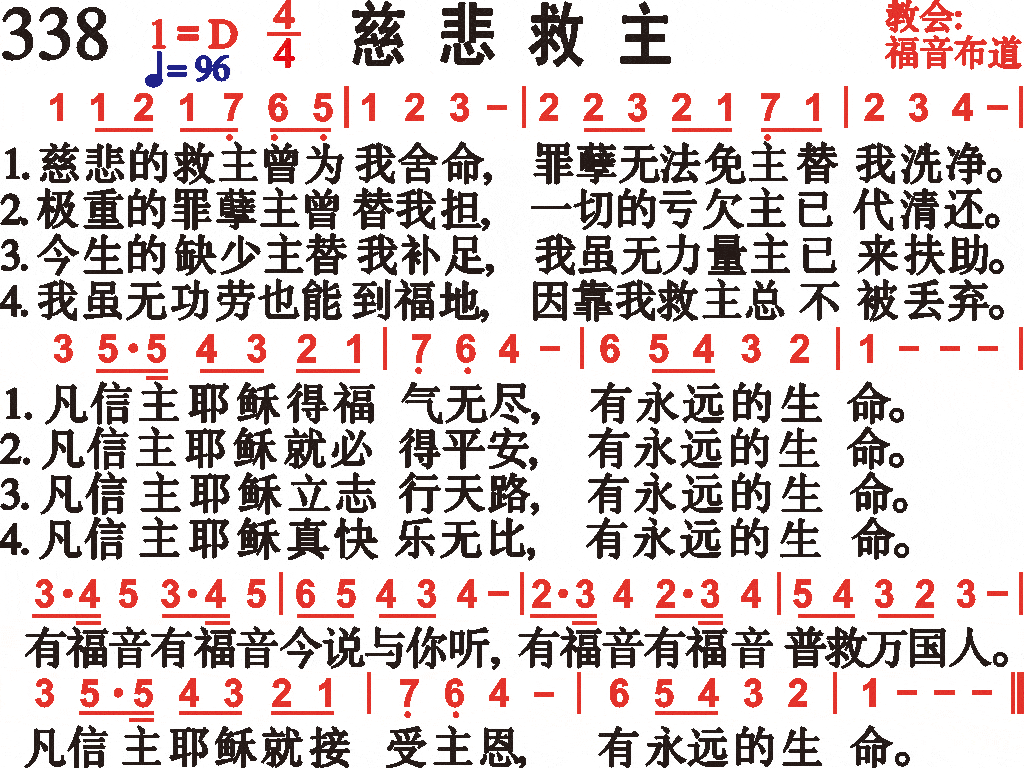 338 1=D 4/4 慈悲救主 教会:
♩=96 福音布道
1 1 2 1 7 6 5 | 1 2 3 – | 2 2 3 2 1 7 1 | 2 3 4 – |
1. 慈悲的救主曾为我舍命, 罪孽无法免主替我洗净。
2. 极重的罪孽主曾替我担, 一切的亏欠主已代清还。
3. 今生的缺少主替我补足, 我虽无力量主已来扶助。
4. 我虽无功劳也能到福地, 因靠我救主总不被丢弃。
3 5·5 4 3 2 1 | 7 6 4 – | 6 5 4 3 2 | 1 – – – |
1. 凡信主耶稣得福气无尽, 有永远的生命。
2. 凡信主耶稣就必得平安, 有永远的生命。
3. 凡信主耶稣立志行天路, 有永远的生命。
4. 凡信主耶稣真快乐无比, 有永远的生命。
3·4 5 3·4 5 | 6 5 4 3 4 – | 2·3 4 2·3 4 | 5 4 3 2 3 – |
有福音有福音今说与你听, 有福音有福音普救万国人。
3 5·5 4 3 2 1 | 7 6 4 – | 6 5 4 3 2 | 1 – – – ‖
凡信主耶稣就接受主恩, 有永远的生命。